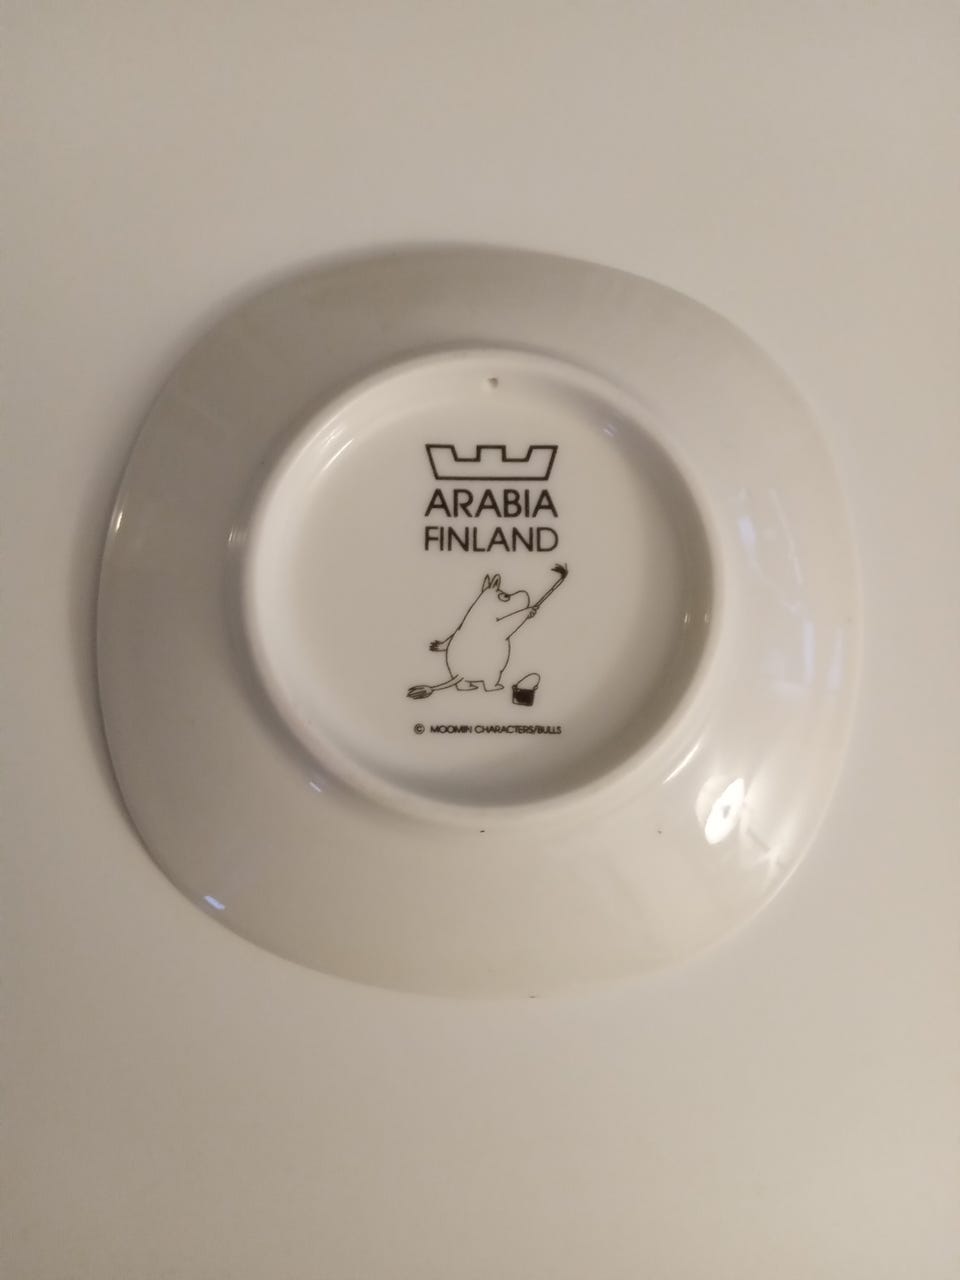 ARABIA
FINLAND
© MOOMIN CHARACTERS/BULLS